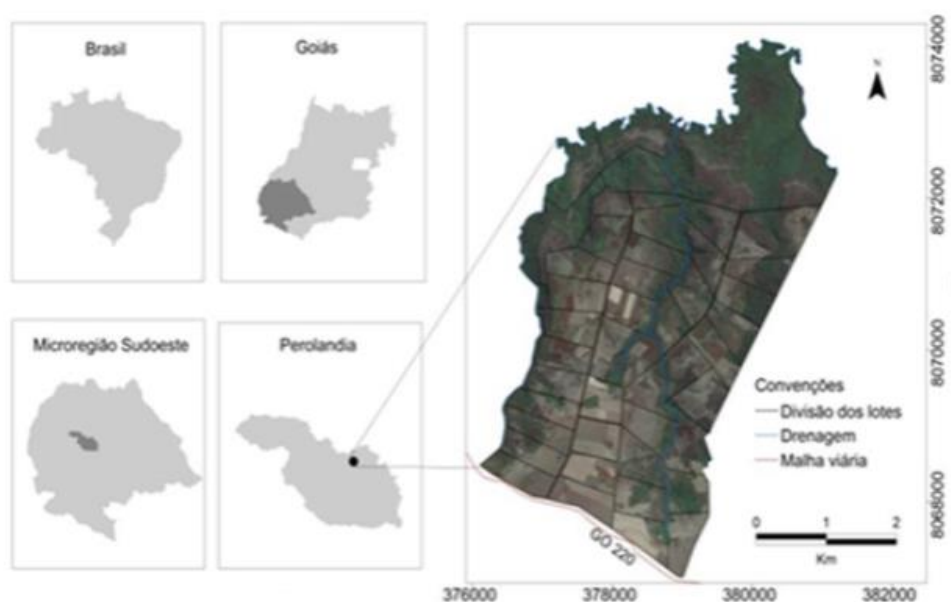 Brasil
Goiás
Microregião Sudoeste
Perolandia
N
Convenções
Divisão dos lotes
Drenagem
Malha viária
0 1 2
Km
GO 220
8074000
8072000
8070000
8068000
376000 378000 380000 382000